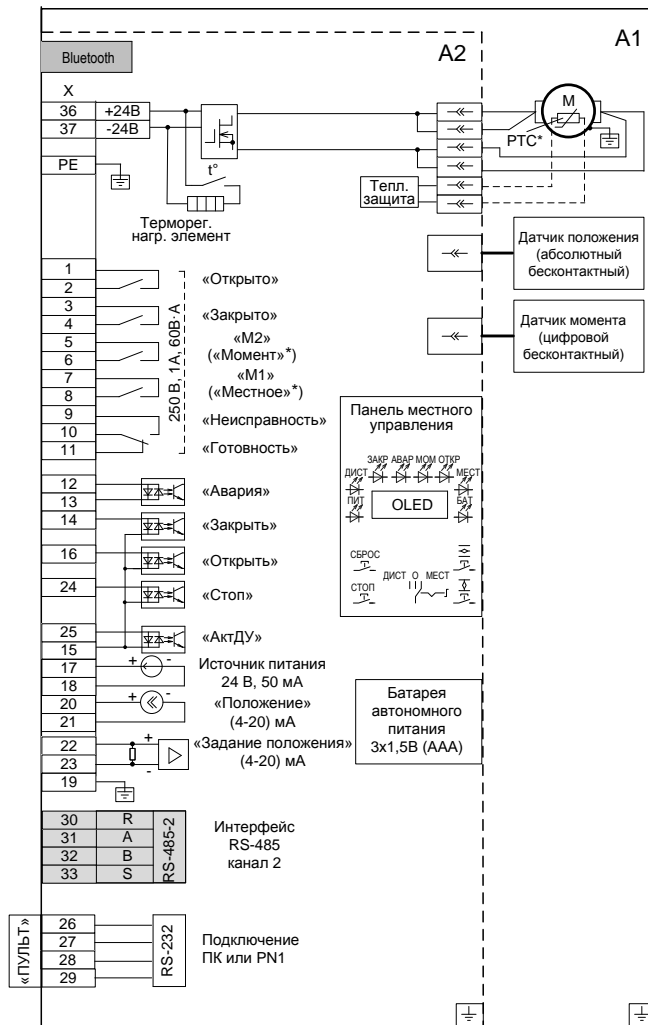 A1
A2
Bluetooth
X
36 +24В
37 -24В
PE
t°
Терморег.
нагр. элемент
M
PTC*
Тепл.
защита
Датчик положения
(абсолютный
бесконтактный)
Датчик момента
(цифровой
бесконтактный)
1
2
«Открыто»
3
4
«Закрыто»
5
6
«М2»
(«Момент»*)
7
8
«М1»
(«Местное»*)
9
10
11
«Неисправность»
«Готовность»
250 В, 1А, 60В·А
Панель местного
управления
ДИСТ ЗАКР АВАР МОМ ОТКР МЕСТ
ПИТ OLED БАТ
СБРОС
СТОП
ДИСТ О МЕСТ
12
13
«Авария»
14
«Закрыть»
16
«Открыть»
24
«Стоп»
25
15
«АктДУ»
17 + -
18
Источник питания
24 В, 50 мА
20 + -
21
«Положение»
(4-20) мА
22 +
23 -
«Задание положения»
(4-20) мА
19
Батарея
автономного
питания
3х1,5В (ААА)
30 R
31 A
32 B
33 S
RS-485-2
Интерфейс
RS-485
канал 2
«ПУЛЬТ»
26
27
28
29
RS-232
Подключение
ПК или PN1